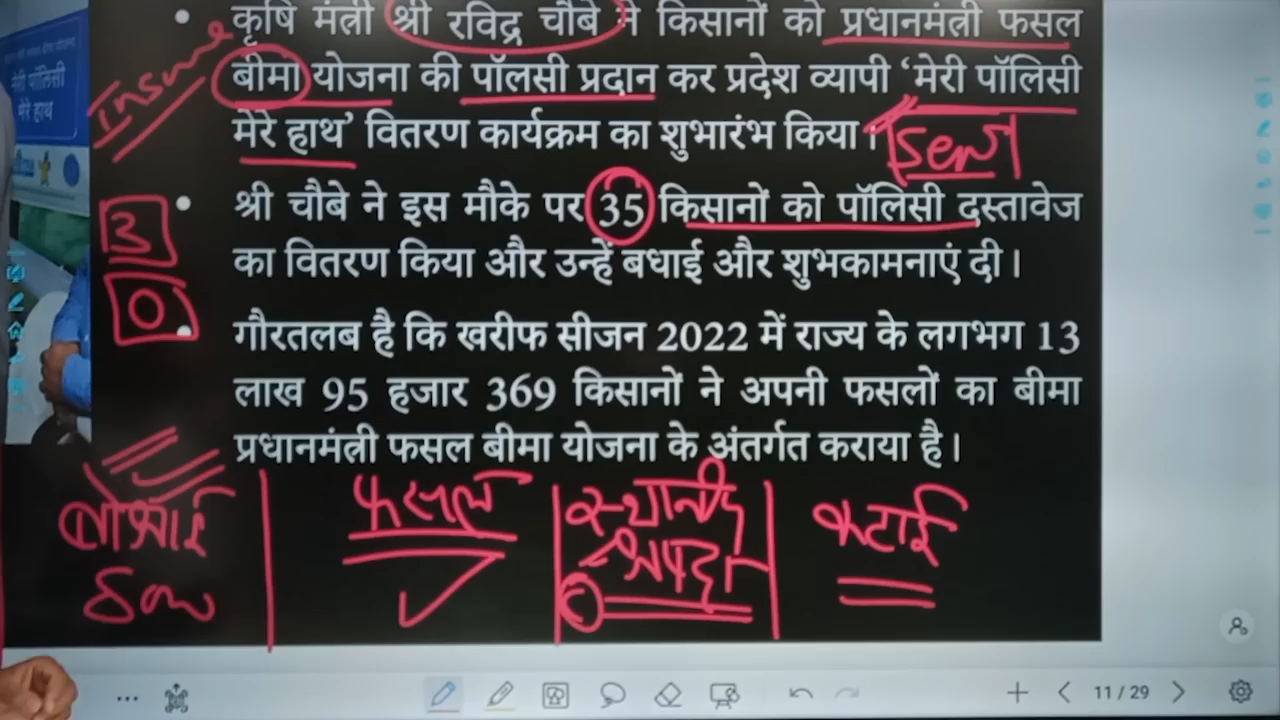 कृषि मंत्री श्री रविद्र चौबे ने किसानों को प्रधानमंत्री फसल
बीमा योजना की पॉलसी प्रदान कर प्रदेश व्यापी ‘मेरी पॉलिसी
मेरे हाथ’ वितरण कार्यक्रम का शुभारंभ किया।
श्री चौबे ने इस मौके पर 35 किसानों को पॉलिसी दस्तावेज
का वितरण किया और उन्हें बधाई और शुभकामनाएं दी।
गौरतलब है कि खरीफ सीजन 2022 में राज्य के लगभग 13
लाख 95 हजार 369 किसानों ने अपनी फसलों का बीमा
प्रधानमंत्री फसल बीमा योजना के अंतर्गत कराया है।
मेरी पॉलिसी
मेरे हाथ
3
0
फसल
कटाई
11 / 29